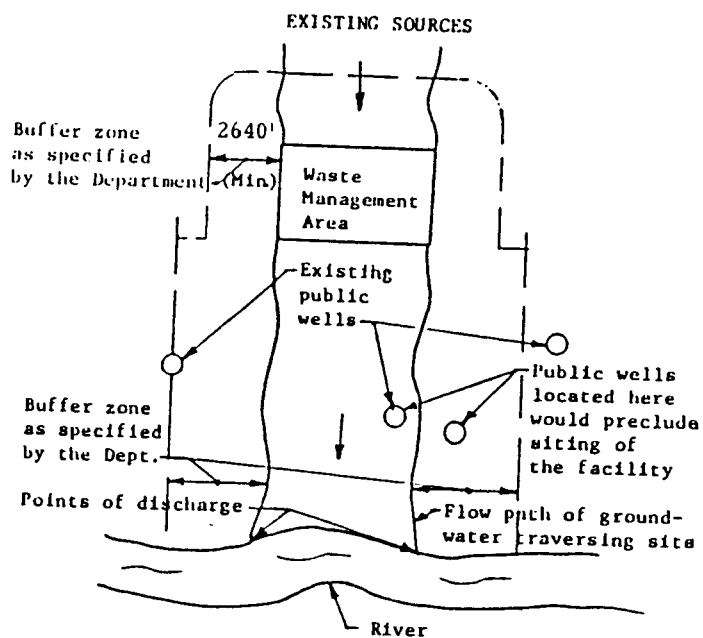 EXISTING SOURCES
Buffer zone
as specified
by the Department (Min)
2640'
Waste
Management
Area
Existing
public
wells
Public wells
located here
would preclude
siting of
the facility
Buffer zone
as specified
by the Dept.
Points of discharge
Flow path of ground-
water traversing site
River